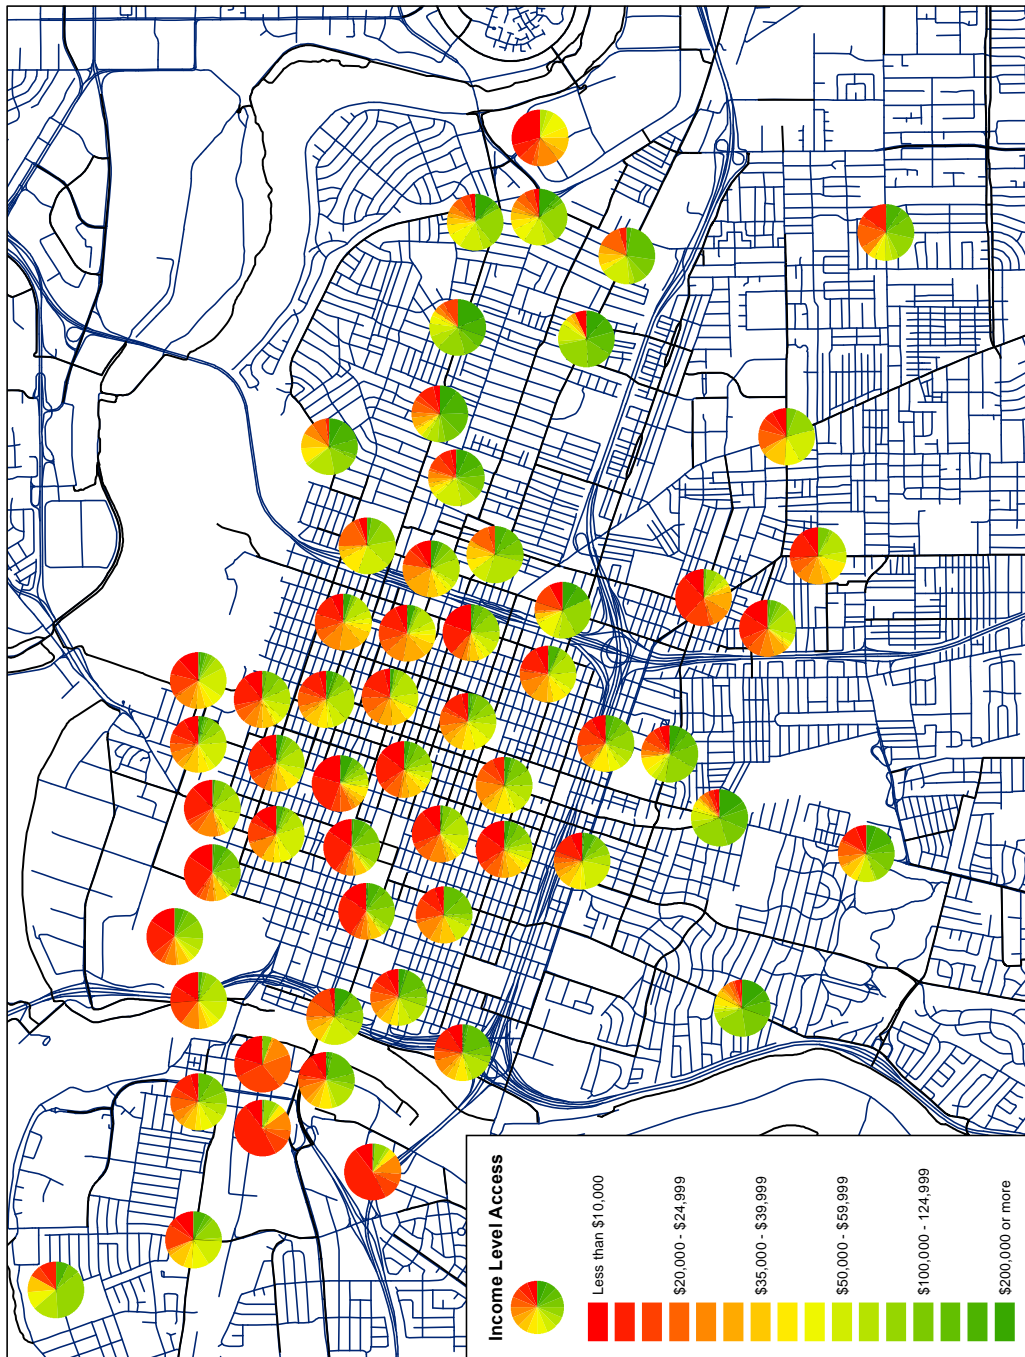 Income Level Access
Less than $10,000
$20,000 - $24,999
$35,000 - $39,999
$50,000 - $59,999
$100,000 - 124,999
$200,000 or more